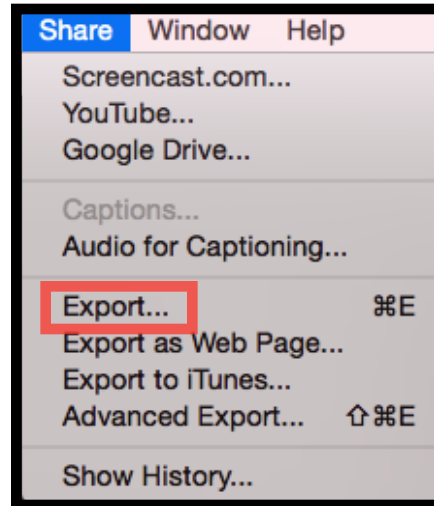 Share Window Help
Screencast.com...
YouTube...
Google Drive...
Captions...
Audio for Captioning...
Export... ⌘E
Export as Web Page...
Export to iTunes...
Advanced Export... ⇧⌘E
Show History...